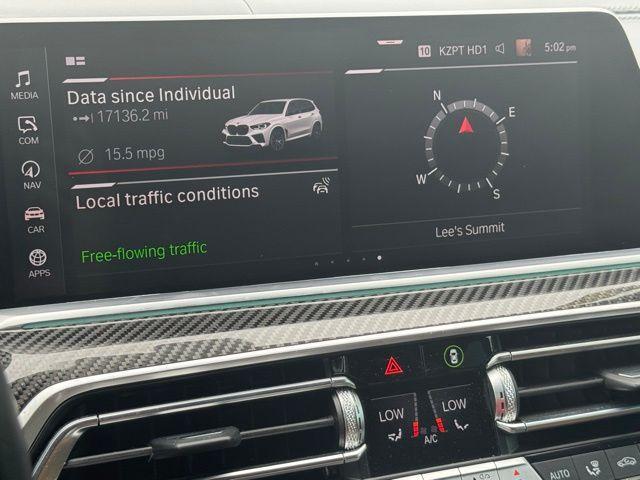 10 KZPT HD1 5:02 pm
MEDIA
COM
NAV
CAR
APPS
Data since Individual
17136.2 mi
15.5 mpg
Local traffic conditions
Free-flowing traffic
N
E
W
S
Lee's Summit
LOW
LOW
A/C
AUTO